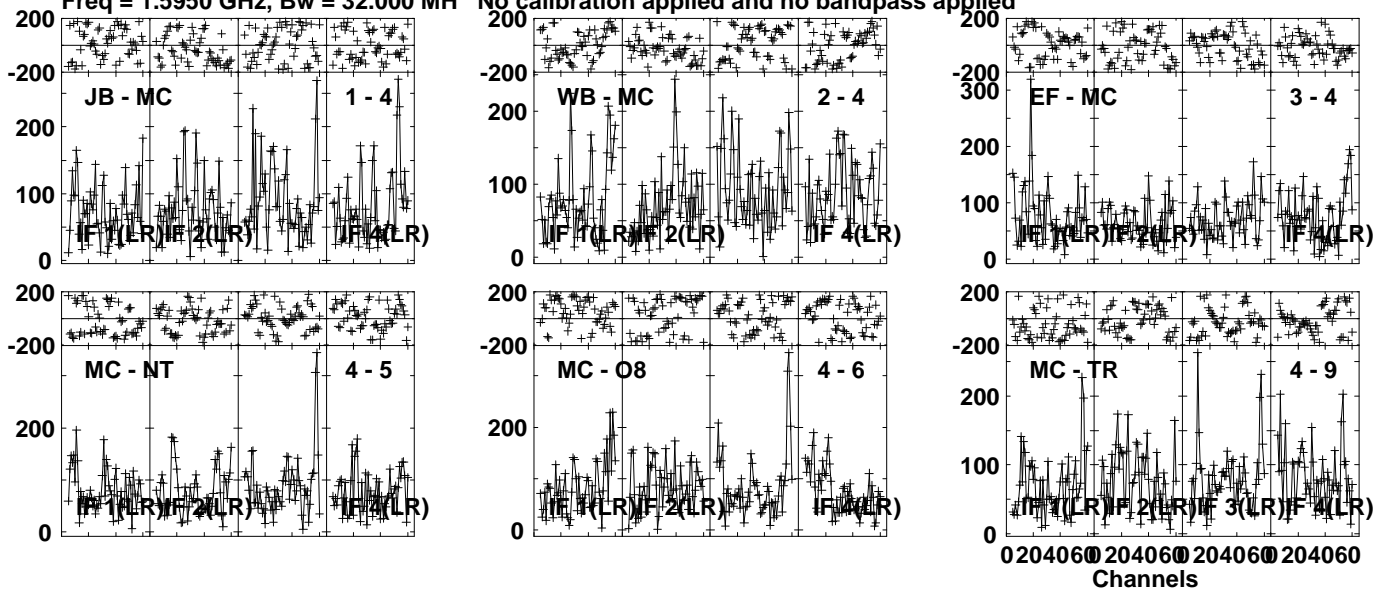 Freq = 1.5950 GHz, Bw = 32.000 MH No calibration applied and no bandpass applied
200
-200
JB - MC 1 - 4
200
100
0
IF 1(LR) IF 2(LR) IF 4(LR)
200
-200
WB - MC 2 - 4
200
100
0
IF 1(LR) IF 2(LR) IF 4(LR)
200
-200
300
EF - MC 3 - 4
200
100
0
IF 1(LR) IF 2(LR) IF 4(LR)
200
-200
MC - NT 4 - 5
200
0
IF 1(LR) IF 2(LR) IF 4(LR)
200
-200
MC - O8 4 - 6
200
0
IF 1(LR) IF 2(LR) IF 4(LR)
200
-200
MC - TR 4 - 9
200
100
0
IF 1(LR) IF 2(LR) IF 3(LR) IF 4(LR)
0 20 40 60 0 20 40 60 0 20 40 60 0 20 40 60
Channels